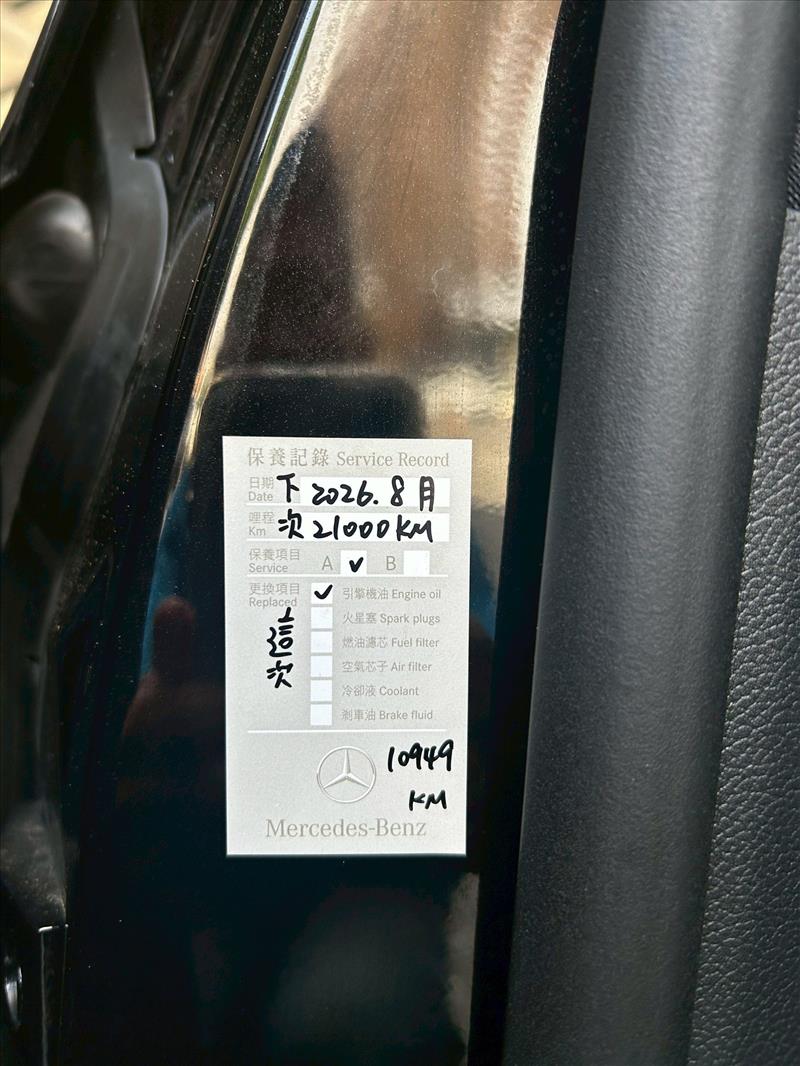 保養記錄 Service Record
日期 下 2026.8月
Date
哩程 次 21000KM
Km
保養項目 A ✓ B
Service
更換項目 ✓ 引擎機油 Engine oil
Replaced
火星塞 Spark plugs
燃油濾芯 Fuel filter
空氣芯子 Air filter
冷卻液 Coolant
剎車油 Brake fluid
這次
10949
KM
Mercedes-Benz